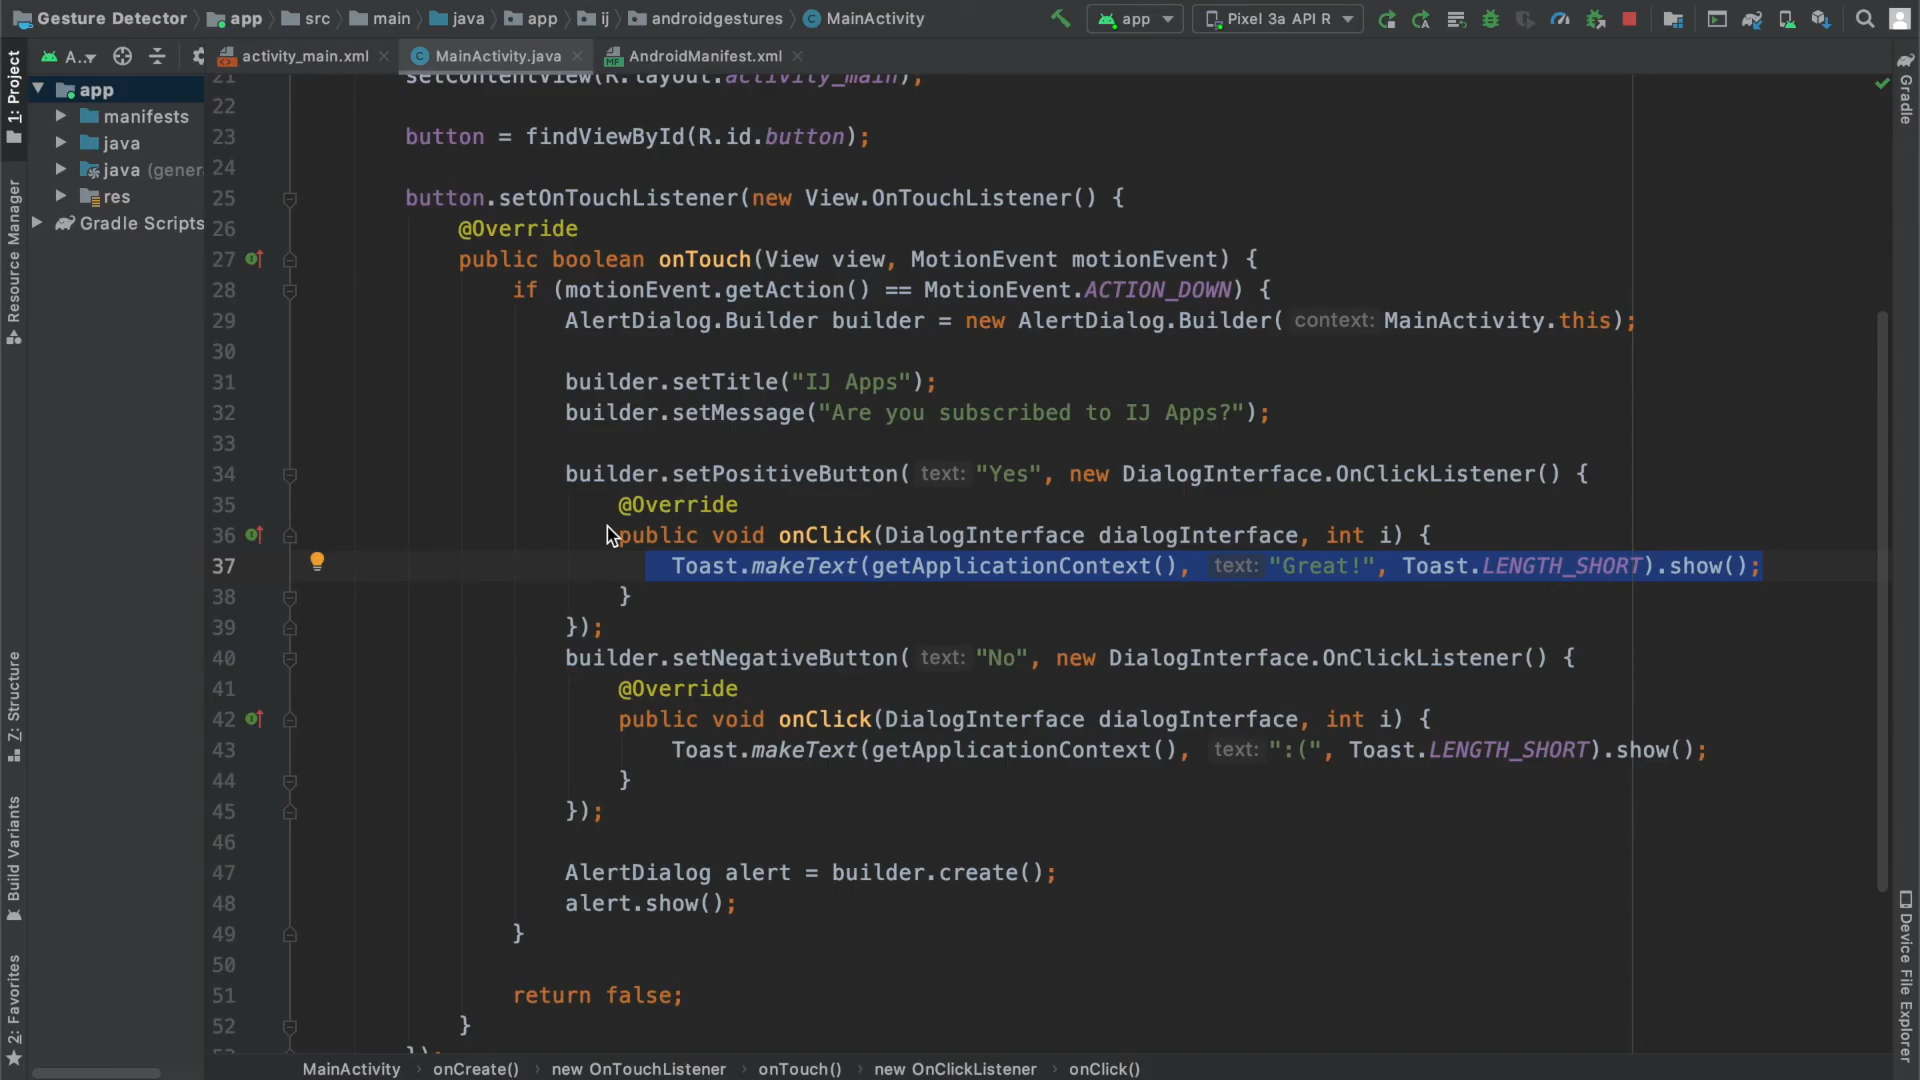 Gesture Detector app src main java app ij androidgestures MainActivity app Pixel 3a API R
A.. activity_main.xml MainActivity.java AndroidManifest.xml
1: Project
Resource Manager
7: Structure
Build Variants
2: Favorites
app
manifests
java
java (gener
res
Gradle Scripts
21 setContentView(R.layout.activity_main);
22
23 button = findViewById(R.id.button);
24
25 button.setOnTouchListener(new View.OnTouchListener() {
26 @Override
27 public boolean onTouch(View view, MotionEvent motionEvent) {
28 if (motionEvent.getAction() == MotionEvent.ACTION_DOWN) {
29 AlertDialog.Builder builder = new AlertDialog.Builder( context: MainActivity.this);
30
31 builder.setTitle("IJ Apps");
32 builder.setMessage("Are you subscribed to IJ Apps?");
33
34 builder.setPositiveButton( text: "Yes", new DialogInterface.OnClickListener() {
35 @Override
36 public void onClick(DialogInterface dialogInterface, int i) {
37 Toast.makeText(getApplicationContext(), text: "Great!", Toast.LENGTH_SHORT).show();
38 }
39 });
40 builder.setNegativeButton( text: "No", new DialogInterface.OnClickListener() {
41 @Override
42 public void onClick(DialogInterface dialogInterface, int i) {
43 Toast.makeText(getApplicationContext(), text: ":(", Toast.LENGTH_SHORT).show();
44 }
45 });
46
47 AlertDialog alert = builder.create();
48 alert.show();
49 }
50
51 return false;
52 }
53 });
MainActivity › onCreate() › new OnTouchListener › onTouch() › new OnClickListener › onClick()
Gradle
Device File Explorer